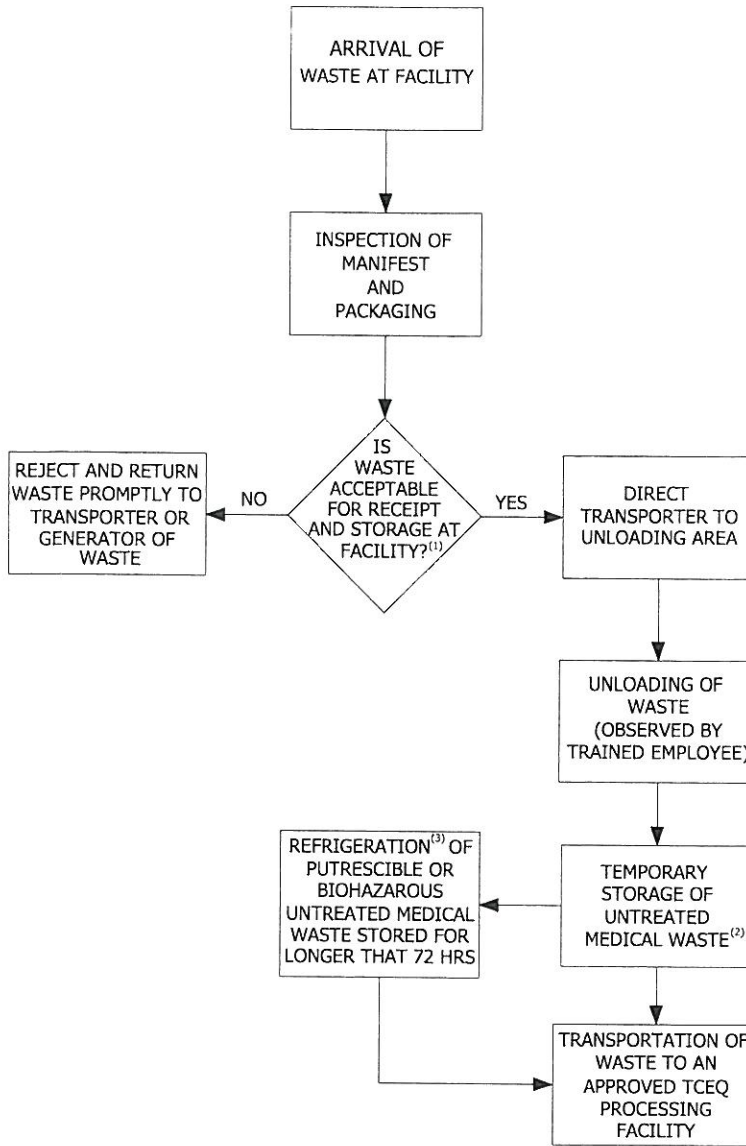 ARRIVAL OF
WASTE AT FACILITY
INSPECTION OF
MANIFEST
AND
PACKAGING
IS
WASTE
ACCEPTABLE
FOR RECEIPT
AND STORAGE AT
FACILITY?(1)
NO
REJECT AND RETURN
WASTE PROMPTLY TO
TRANSPORTER OR
GENERATOR OF
WASTE
YES
DIRECT
TRANSPORTER TO
UNLOADING AREA
UNLOADING OF
WASTE
(OBSERVED BY
TRAINED EMPLOYEE)
TEMPORARY
STORAGE OF
UNTREATED
MEDICAL WASTE(2)
REFRIGERATION(3) OF
PUTRESCIBLE OR
BIOHAZAROUS
UNTREATED MEDICAL
WASTE STORED FOR
LONGER THAT 72 HRS
TRANSPORTATION OF
WASTE TO AN
APPROVED TCEQ
PROCESSING
FACILITY